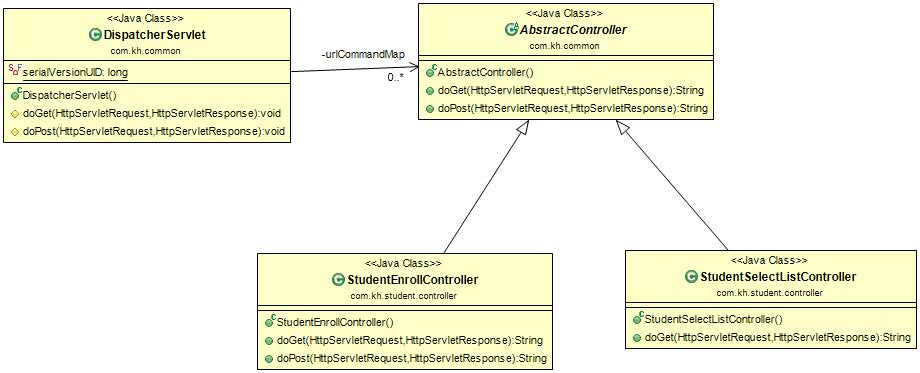 <<Java Class>>
DispatcherServlet
com.kh.common
serialVersionUID: long
DispatcherServlet()
doGet(HttpServletRequest,HttpServletResponse):void
doPost(HttpServletRequest,HttpServletResponse):void
-urlCommandMap
0..*
<<Java Class>>
AbstractController
com.kh.common
AbstractController()
doGet(HttpServletRequest,HttpServletResponse):String
doPost(HttpServletRequest,HttpServletResponse):String
<<Java Class>>
StudentEnrollController
com.kh.student.controller
StudentEnrollController()
doGet(HttpServletRequest,HttpServletResponse):String
doPost(HttpServletRequest,HttpServletResponse):String
<<Java Class>>
StudentSelectListController
com.kh.student.controller
StudentSelectListController()
doGet(HttpServletRequest,HttpServletResponse):String